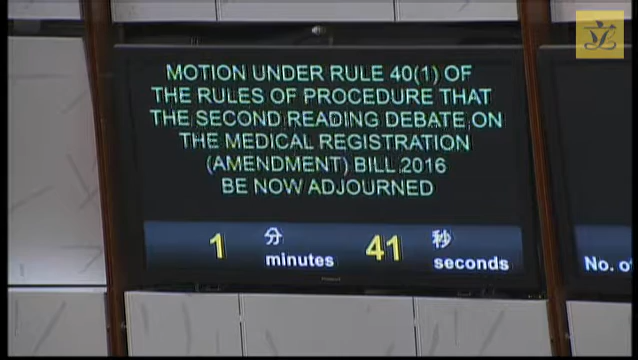 立
MOTION UNDER RULE 40(1) OF
THE RULES OF PROCEDURE THAT
THE SECOND READING DEBATE ON
THE MEDICAL REGISTRATION
(AMENDMENT) BILL 2016
BE NOW ADJOURNED
1 分 minutes 41 秒 seconds
No.